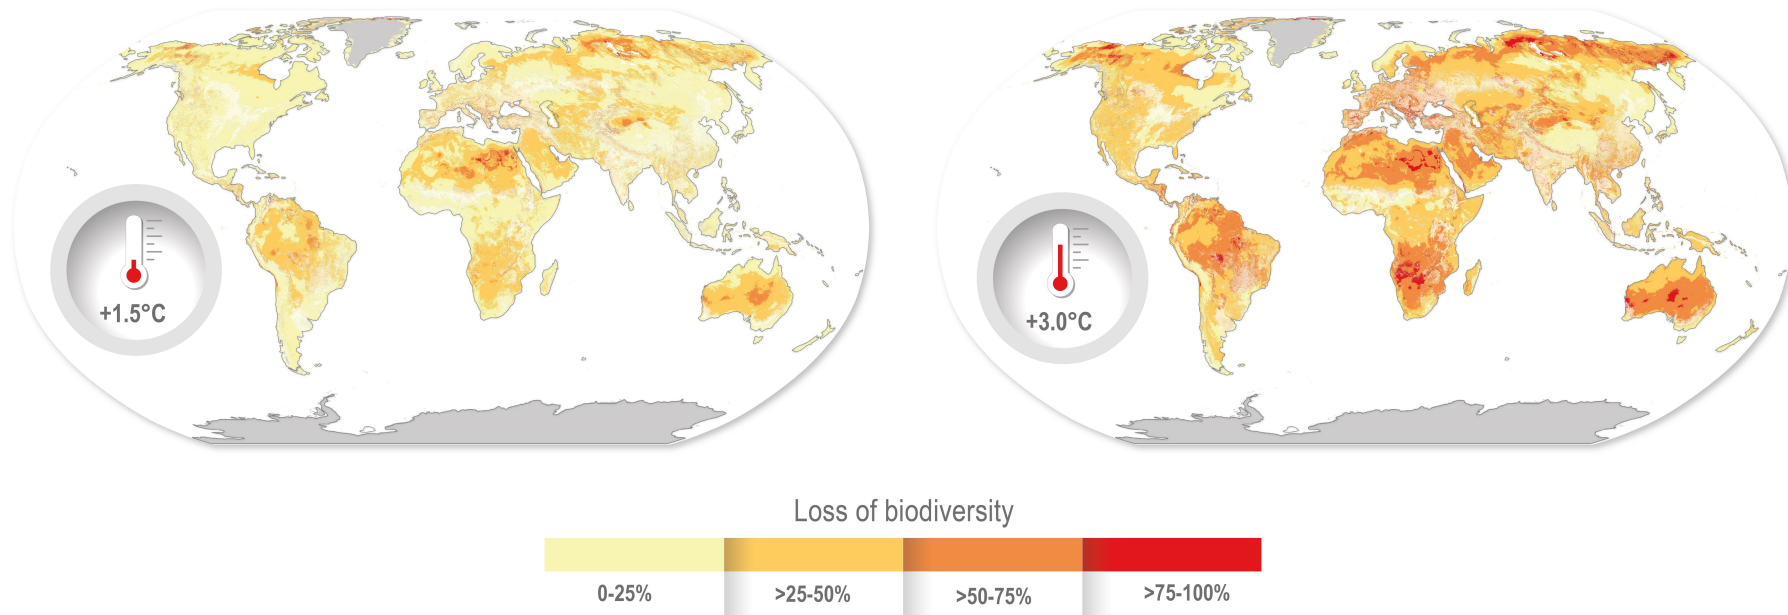 +1.5°C
+3.0°C
Loss of biodiversity
0-25%
>25-50%
>50-75%
>75-100%